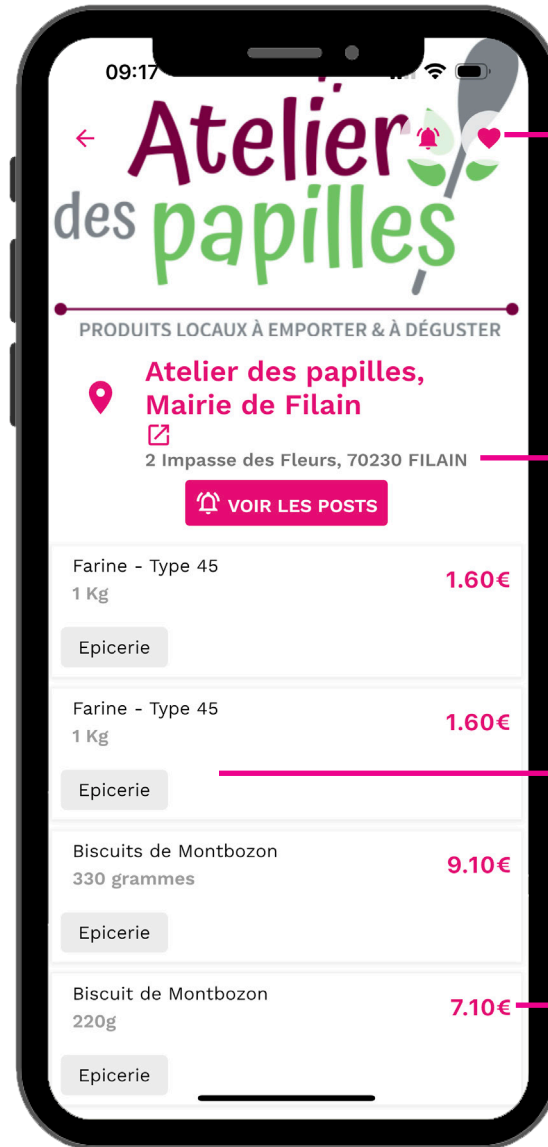 09:17
Atelier
des papilles
PRODUITS LOCAUX À EMPORTER & À DÉGUSTER
Atelier des papilles,
Mairie de Filain
2 Impasse des Fleurs, 70230 FILAIN
VOIR LES POSTS
Farine - Type 45
1.60€
1 Kg
Epicerie
Farine - Type 45
1.60€
1 Kg
Epicerie
Biscuits de Montbozon
9.10€
330 grammes
Epicerie
Biscuit de Montbozon
7.10€
220g
Epicerie